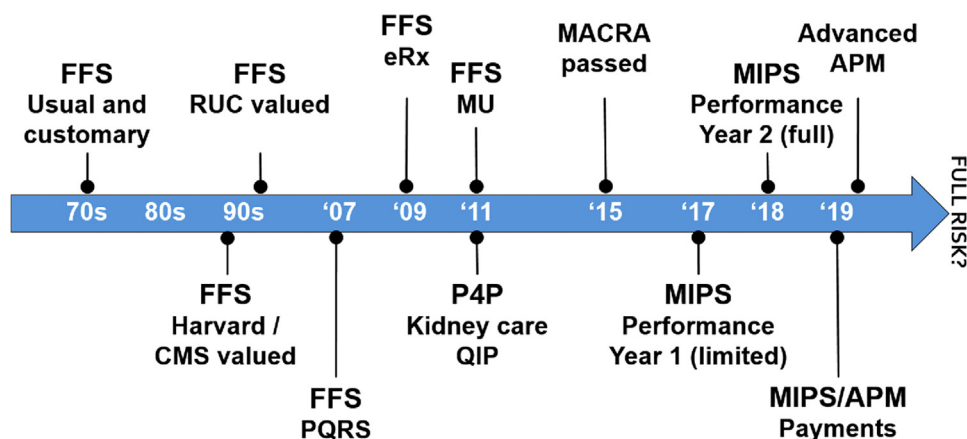 FFS
Usual and
customary
FFS
RUC valued
FFS
eRx
FFS
MU
MACRA
passed
MIPS
Performance
Year 2 (full)
Advanced
APM
70s 80s 90s ‘07 ‘09 ‘11 ‘15 ‘17 ‘18 ‘19
FULL RISK?
FFS
Harvard /
CMS valued
FFS
PQRS
P4P
Kidney care
QIP
MIPS
Performance
Year 1 (limited)
MIPS/APM
Payments